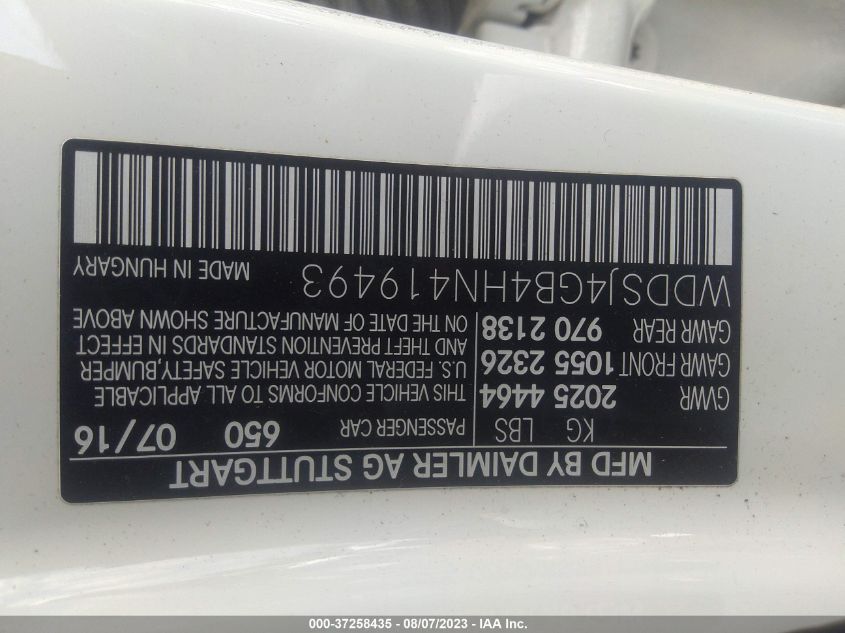 MFD BY DAIMLER AG STUTTGART
KG LBS PASSENGER CAR 650 07/16
GVWR 2025 4464
GAWR FRONT 1055 2326
GAWR REAR 970 2138
THIS VEHICLE CONFORMS TO ALL APPLICABLE
U.S. FEDERAL MOTOR VEHICLE SAFETY,BUMPER,
AND THEFT PREVENTION STANDARDS IN EFFECT
ON THE DATE OF MANUFACTURE SHOWN ABOVE
WDDSJ4GB4HN419493 MADE IN HUNGARY
000-37258435 - 08/07/2023 - IAA Inc.